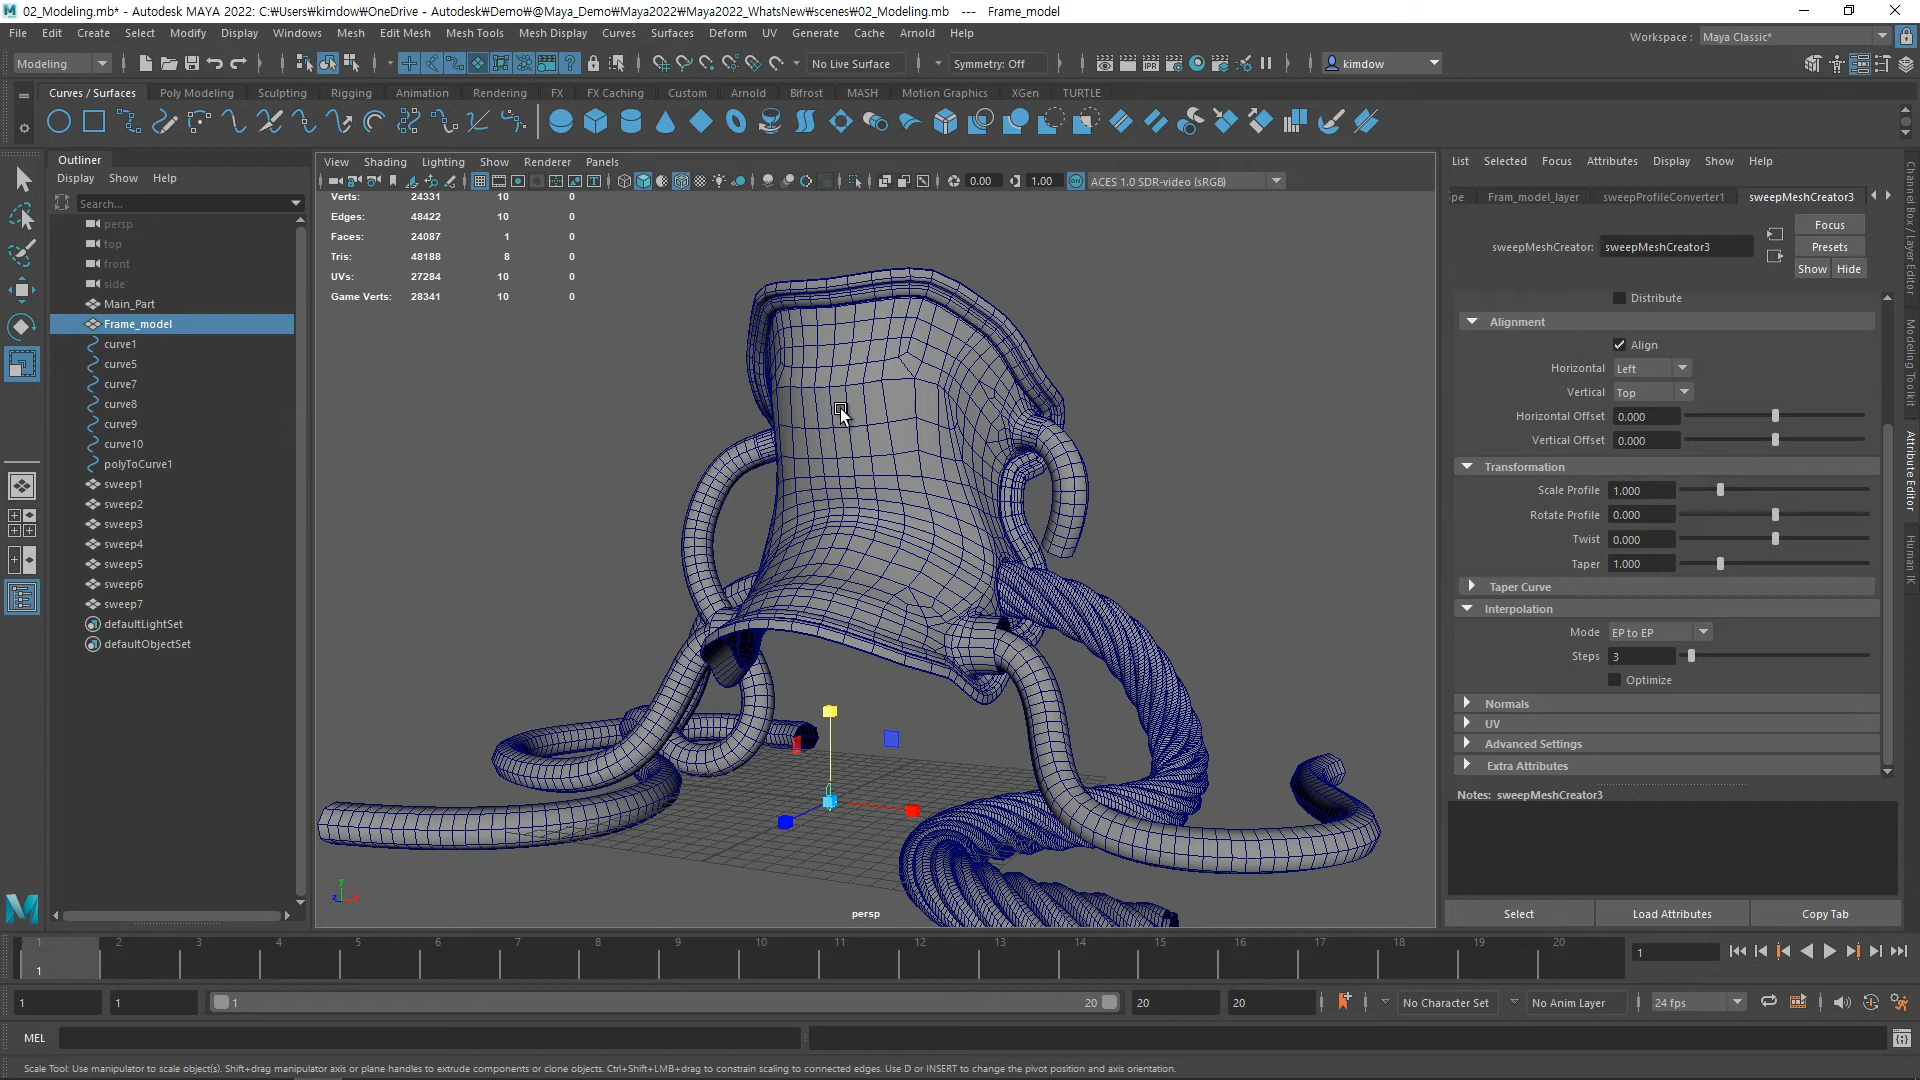 02_Modeling.mb* - Autodesk MAYA 2022: C:₩Users₩kimdow₩OneDrive - Autodesk₩Demo₩@Maya_Demo₩Maya2022₩Maya2022_WhatsNew₩scenes₩02_Modeling.mb --- Frame_model
File Edit Create Select Modify Display Windows Mesh Edit Mesh Mesh Tools Mesh Display Curves Surfaces Deform UV Generate Cache Arnold Help
Workspace : Maya Classic*
Modeling No Live Surface Symmetry: Off IPR kimdow
Curves / Surfaces Poly Modeling Sculpting Rigging Animation Rendering FX FX Caching Custom Arnold Bifrost MASH Motion Graphics XGen TURTLE
Outliner
Display Show Help
Search...
persp
top
front
side
Main_Part
Frame_model
curve1
curve5
curve7
curve8
curve9
curve10
polyToCurve1
sweep1
sweep2
sweep3
sweep4
sweep5
sweep6
sweep7
defaultLightSet
defaultObjectSet
View Shading Lighting Show Renderer Panels
0.00 1.00 ON ACES 1.0 SDR-video (sRGB)
Verts: 24331 10 0
Edges: 48422 10 0
Faces: 24087 1 0
Tris: 48188 8 0
UVs: 27284 10 0
Game Verts: 28341 10 0
y
z x
persp
List Selected Focus Attributes Display Show Help
pe Fram_model_layer sweepProfileConverter1 sweepMeshCreator3
Focus
sweepMeshCreator: sweepMeshCreator3 Presets
Show Hide
Distribute
Alignment
Align
Horizontal Left
Vertical Top
Horizontal Offset 0.000
Vertical Offset 0.000
Transformation
Scale Profile 1.000
Rotate Profile 0.000
Twist 0.000
Taper 1.000
Taper Curve
Interpolation
Mode EP to EP
Steps 3
Optimize
Normals
UV
Advanced Settings
Extra Attributes
Notes: sweepMeshCreator3
Select Load Attributes Copy Tab
Channel Box / Layer Editor
Modeling Toolkit
Attribute Editor
Human IK
1 2 3 4 5 6 7 8 9 10 11 12 13 14 15 16 17 18 19 20
1 1
1 1 1 20 20 20 No Character Set No Anim Layer 24 fps
MEL
Scale Tool: Use manipulator to scale object(s). Shift+drag manipulator axis or plane handles to extrude components or clone objects. Ctrl+Shift+LMB+drag to constrain scaling to connected edges. Use D or INSERT to change the pivot position and axis orientation.